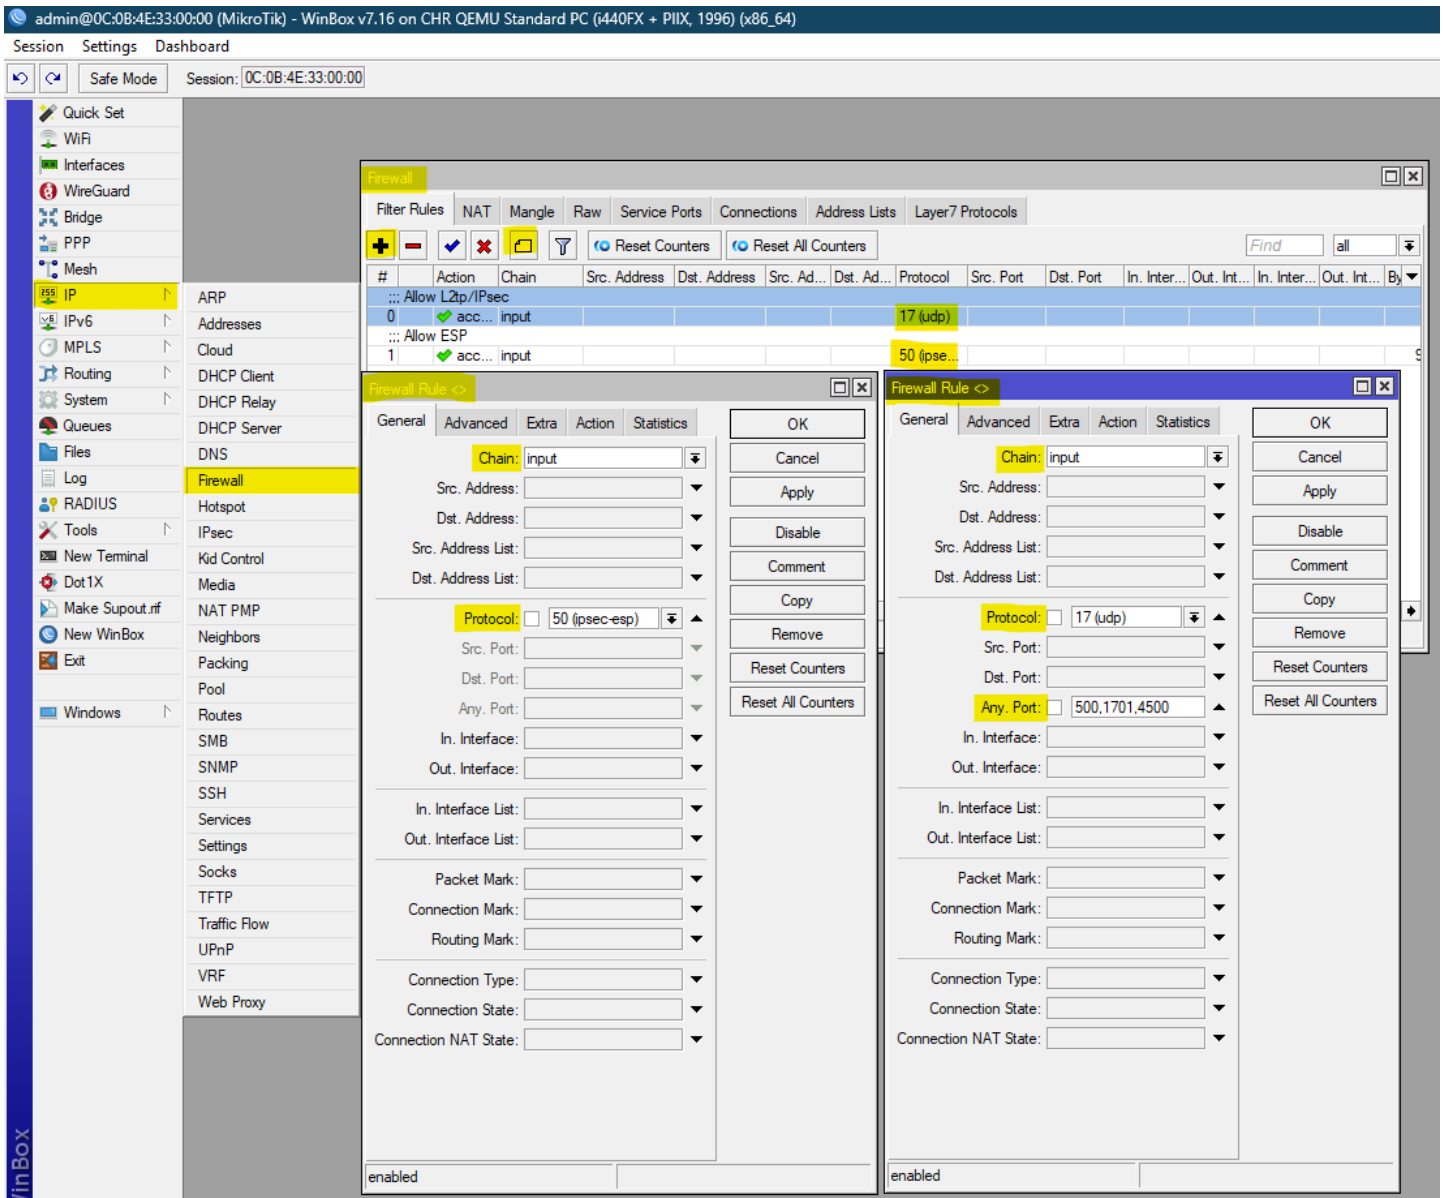 admin@0C:0B:4E:33:00:00 (MikroTik) - WinBox v7.16 on CHR QEMU Standard PC (i440FX + PIIX, 1996) (x86_64)
Session Settings Dashboard
Safe Mode Session: 0C:0B:4E:33:00:00
Quick Set
WiFi
Interfaces
WireGuard
Bridge
PPP
Mesh
IP
IPv6
MPLS
Routing
System
Queues
Files
Log
RADIUS
Tools
New Terminal
Dot1X
Make Supout.rif
New WinBox
Exit
Windows
WinBox
ARP
Addresses
Cloud
DHCP Client
DHCP Relay
DHCP Server
DNS
Firewall
Hotspot
IPsec
Kid Control
Media
NAT PMP
Neighbors
Packing
Pool
Routes
SMB
SNMP
SSH
Services
Settings
Socks
TFTP
Traffic Flow
UPnP
VRF
Web Proxy
Firewall
Filter Rules NAT Mangle Raw Service Ports Connections Address Lists Layer7 Protocols
Reset Counters Reset All Counters Find all
# Action Chain Src. Address Dst. Address Src. Ad... Dst. Ad... Protocol Src. Port Dst. Port In. Inter... Out. Int... In. Inter... Out. Int... By
;;; Allow L2tp/IPsec
0 acc... input 17 (udp)
;;; Allow ESP
1 acc... input 50 (ipse... 9
Firewall Rule <>
General Advanced Extra Action Statistics
Chain: input
Src. Address:
Dst. Address:
Src. Address List:
Dst. Address List:
Protocol: 50 (ipsec-esp)
Src. Port:
Dst. Port:
Any. Port:
In. Interface:
Out. Interface:
In. Interface List:
Out. Interface List:
Packet Mark:
Connection Mark:
Routing Mark:
Connection Type:
Connection State:
Connection NAT State:
OK
Cancel
Apply
Disable
Comment
Copy
Remove
Reset Counters
Reset All Counters
enabled
Firewall Rule <>
General Advanced Extra Action Statistics
Chain: input
Src. Address:
Dst. Address:
Src. Address List:
Dst. Address List:
Protocol: 17 (udp)
Src. Port:
Dst. Port:
Any. Port: 500,1701,4500
In. Interface:
Out. Interface:
In. Interface List:
Out. Interface List:
Packet Mark:
Connection Mark:
Routing Mark:
Connection Type:
Connection State:
Connection NAT State:
OK
Cancel
Apply
Disable
Comment
Copy
Remove
Reset Counters
Reset All Counters
enabled